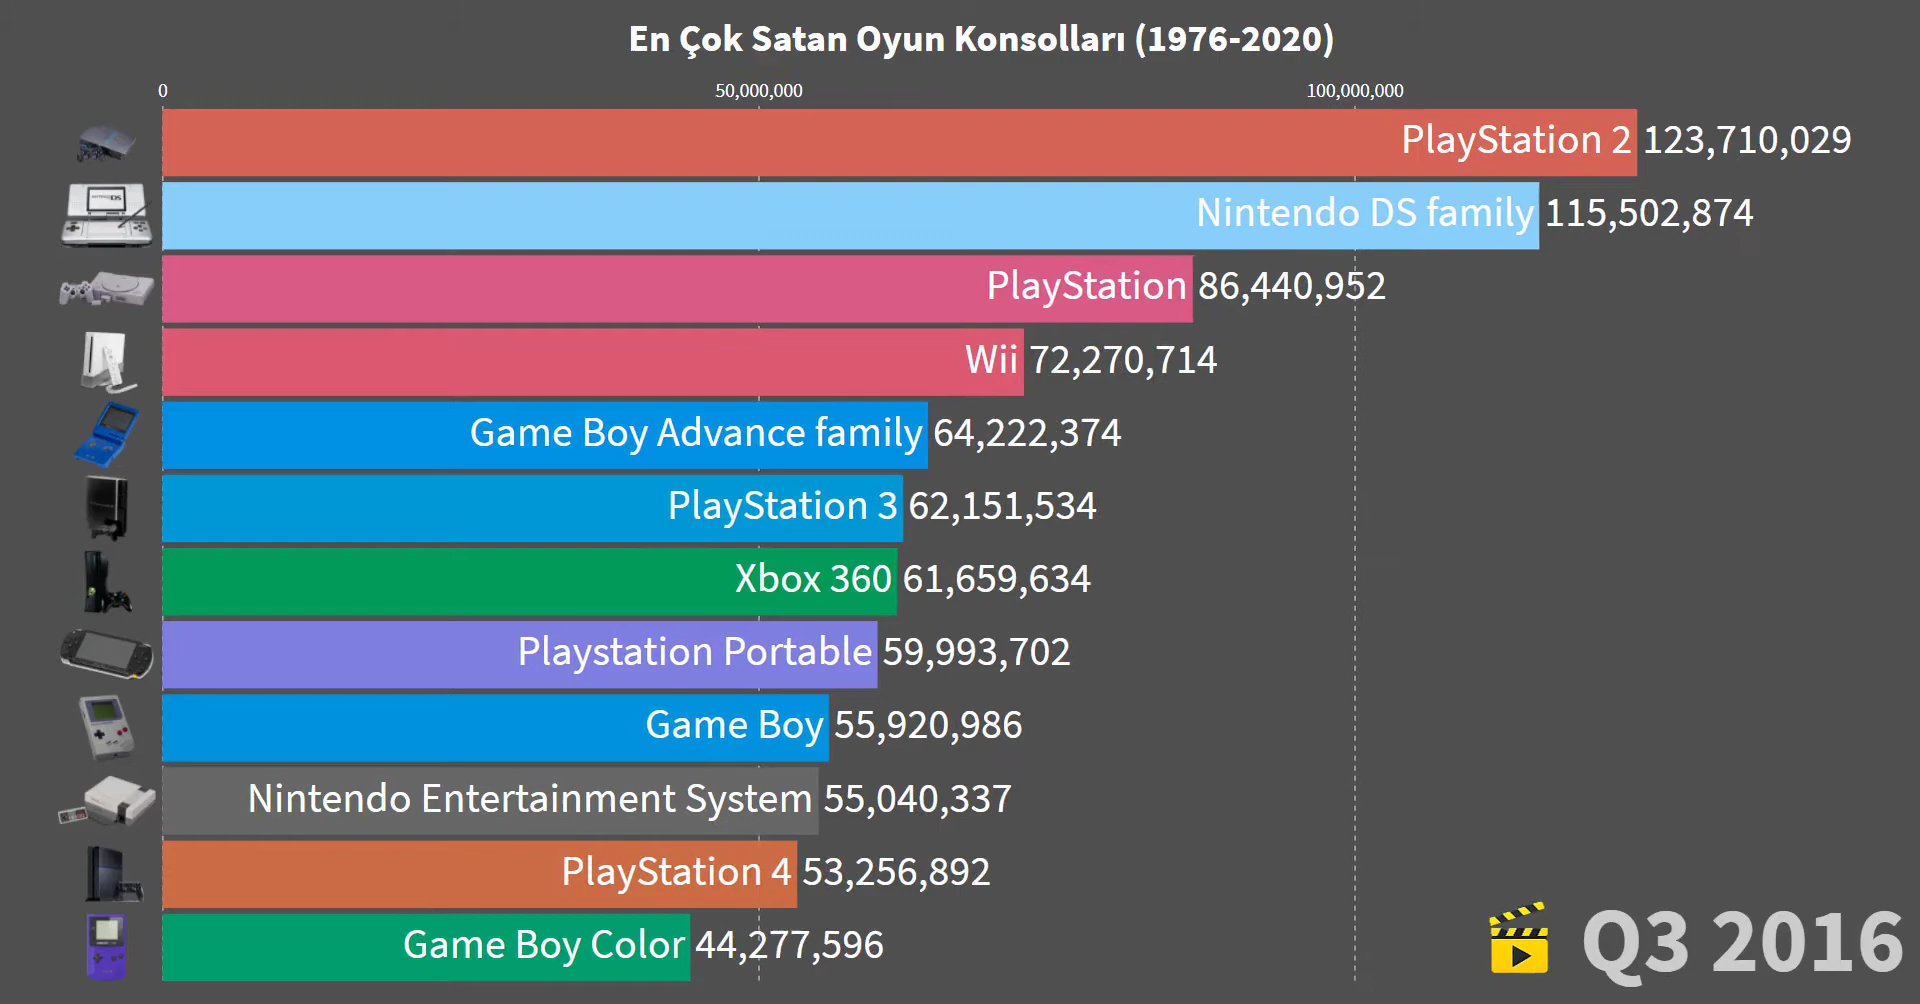 En Çok Satan Oyun Konsolları (1976-2020)
0 50,000,000 100,000,000
PlayStation 2 123,710,029
Nintendo DS family 115,502,874
PlayStation 86,440,952
Wii 72,270,714
Game Boy Advance family 64,222,374
PlayStation 3 62,151,534
Xbox 360 61,659,634
Playstation Portable 59,993,702
Game Boy 55,920,986
Nintendo Entertainment System 55,040,337
PlayStation 4 53,256,892
Game Boy Color 44,277,596
Q3 2016